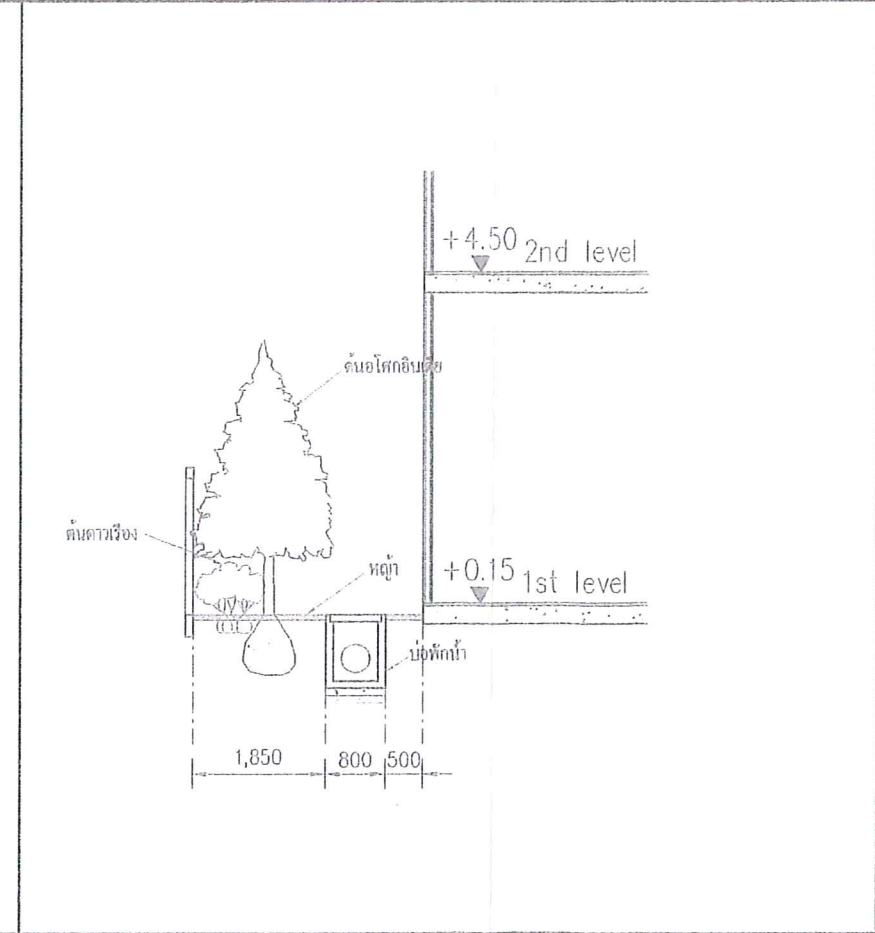 +4.50 2nd level
ต้นอโศกอินเดีย
ต้นดาวเรือง
หญ้า
+0.15 1st level
บ่อพักน้ำ
1,850 800 500